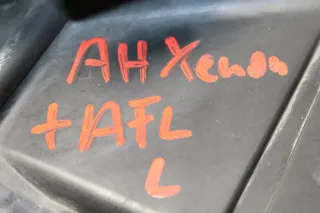 AH Xenon
+ AFL
L